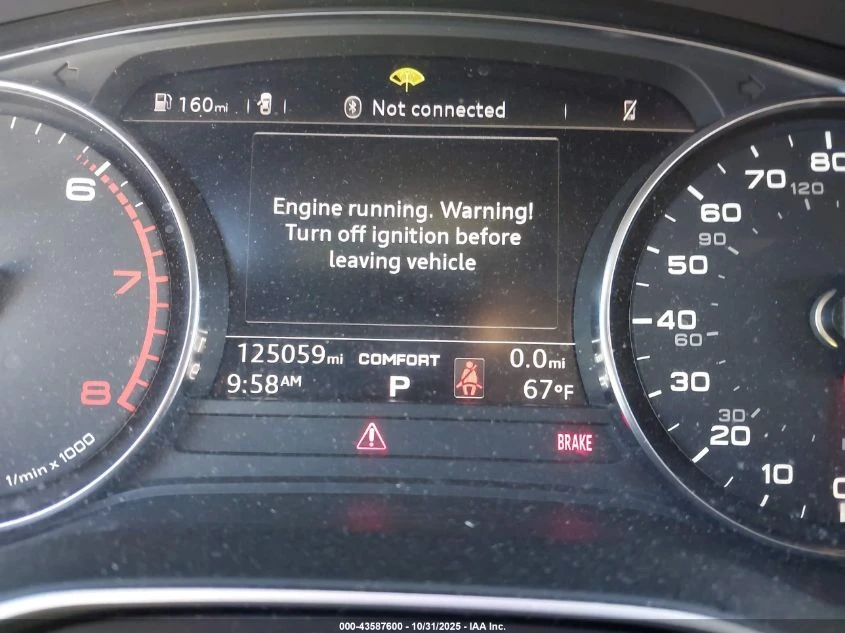 160mi
Not connected
Engine running. Warning!
Turn off ignition before
leaving vehicle
125059mi COMFORT 0.0mi
9:58AM P 67°F
BRAKE
6
7
8
1/min x 1000
80
70
120
60
90
50
40
60
30
30
20
10
0
000-43587600 - 10/31/2025 - IAA Inc.